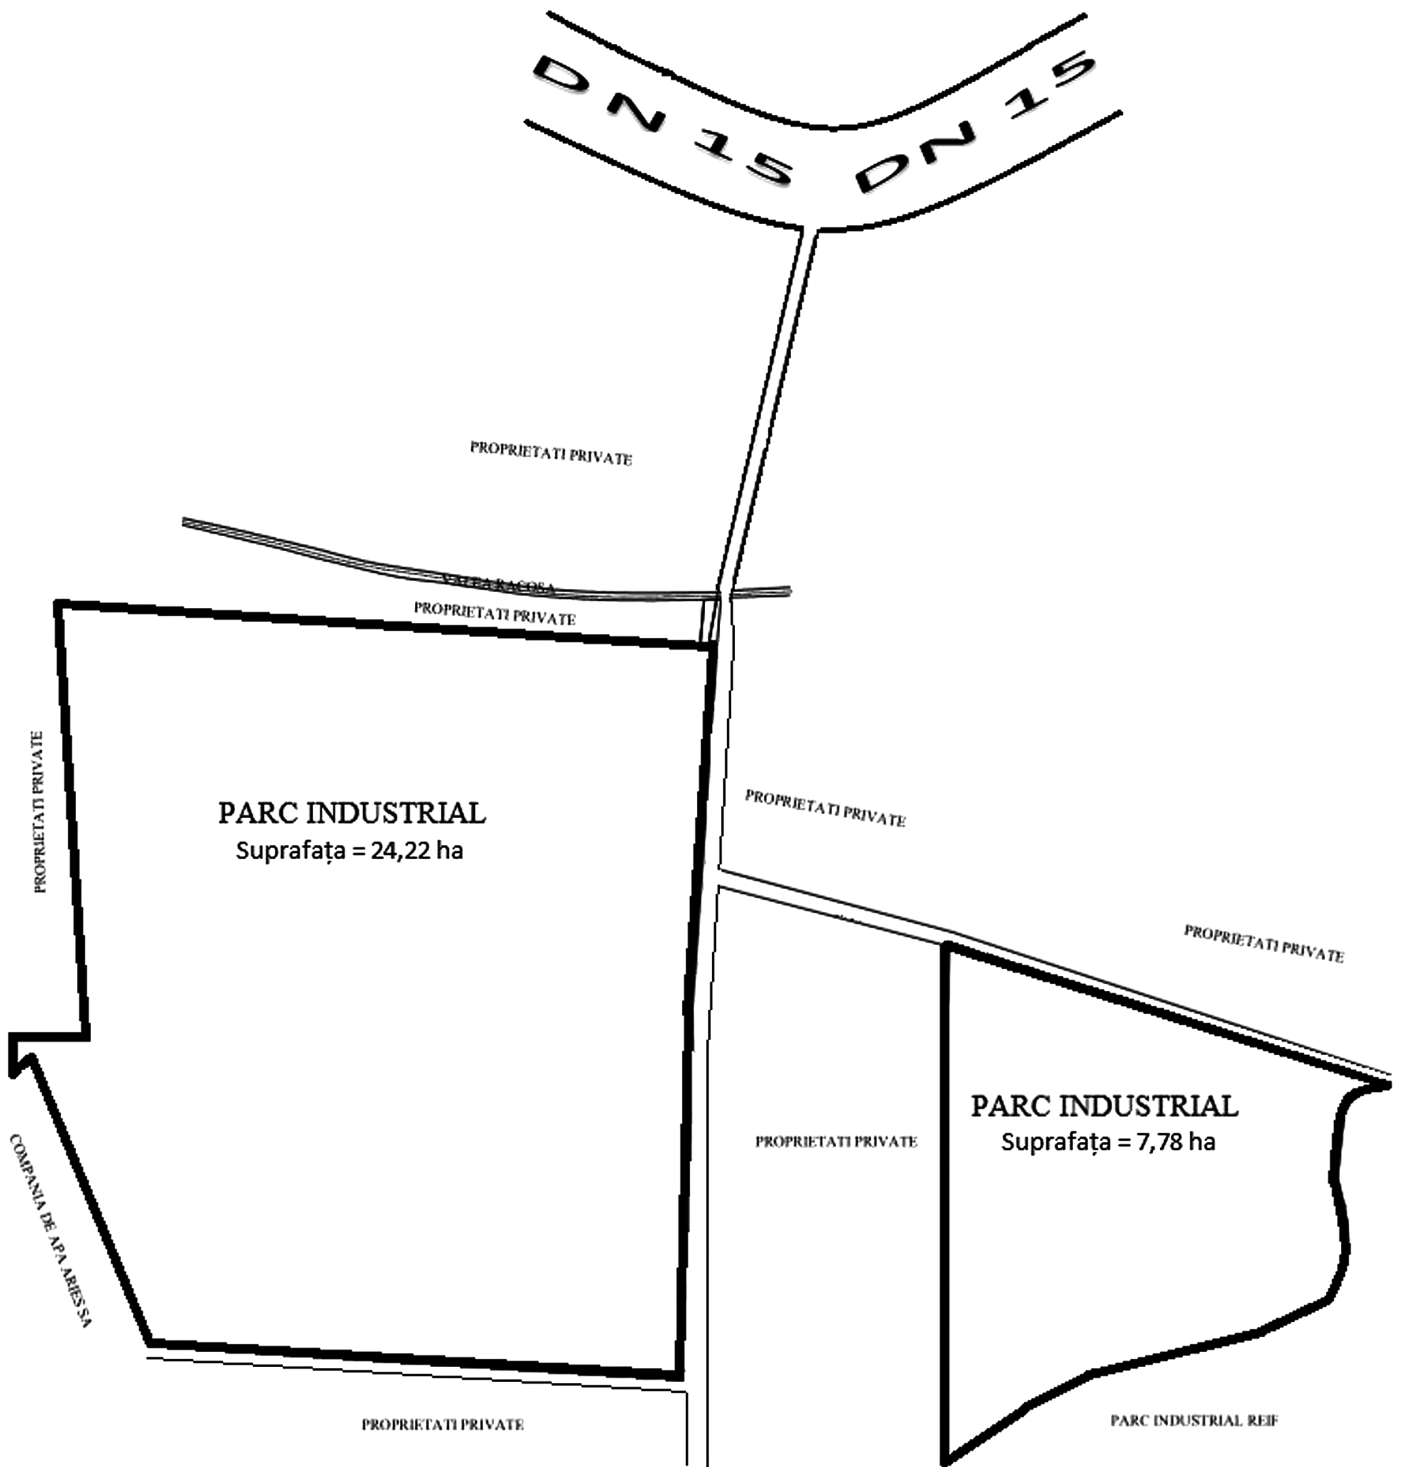 DN 15
DN 15
PROPRIETATI PRIVATE
VALEA RACOSA
PROPRIETATI PRIVATE
PROPRIETATI PRIVATE
PARC INDUSTRIAL
Suprafața = 24,22 ha
PROPRIETATI PRIVATE
PROPRIETATI PRIVATE
PARC INDUSTRIAL
Suprafața = 7,78 ha
PROPRIETATI PRIVATE
COMPANIA DE APA ARIES SA
PROPRIETATI PRIVATE
PARC INDUSTRIAL REIF